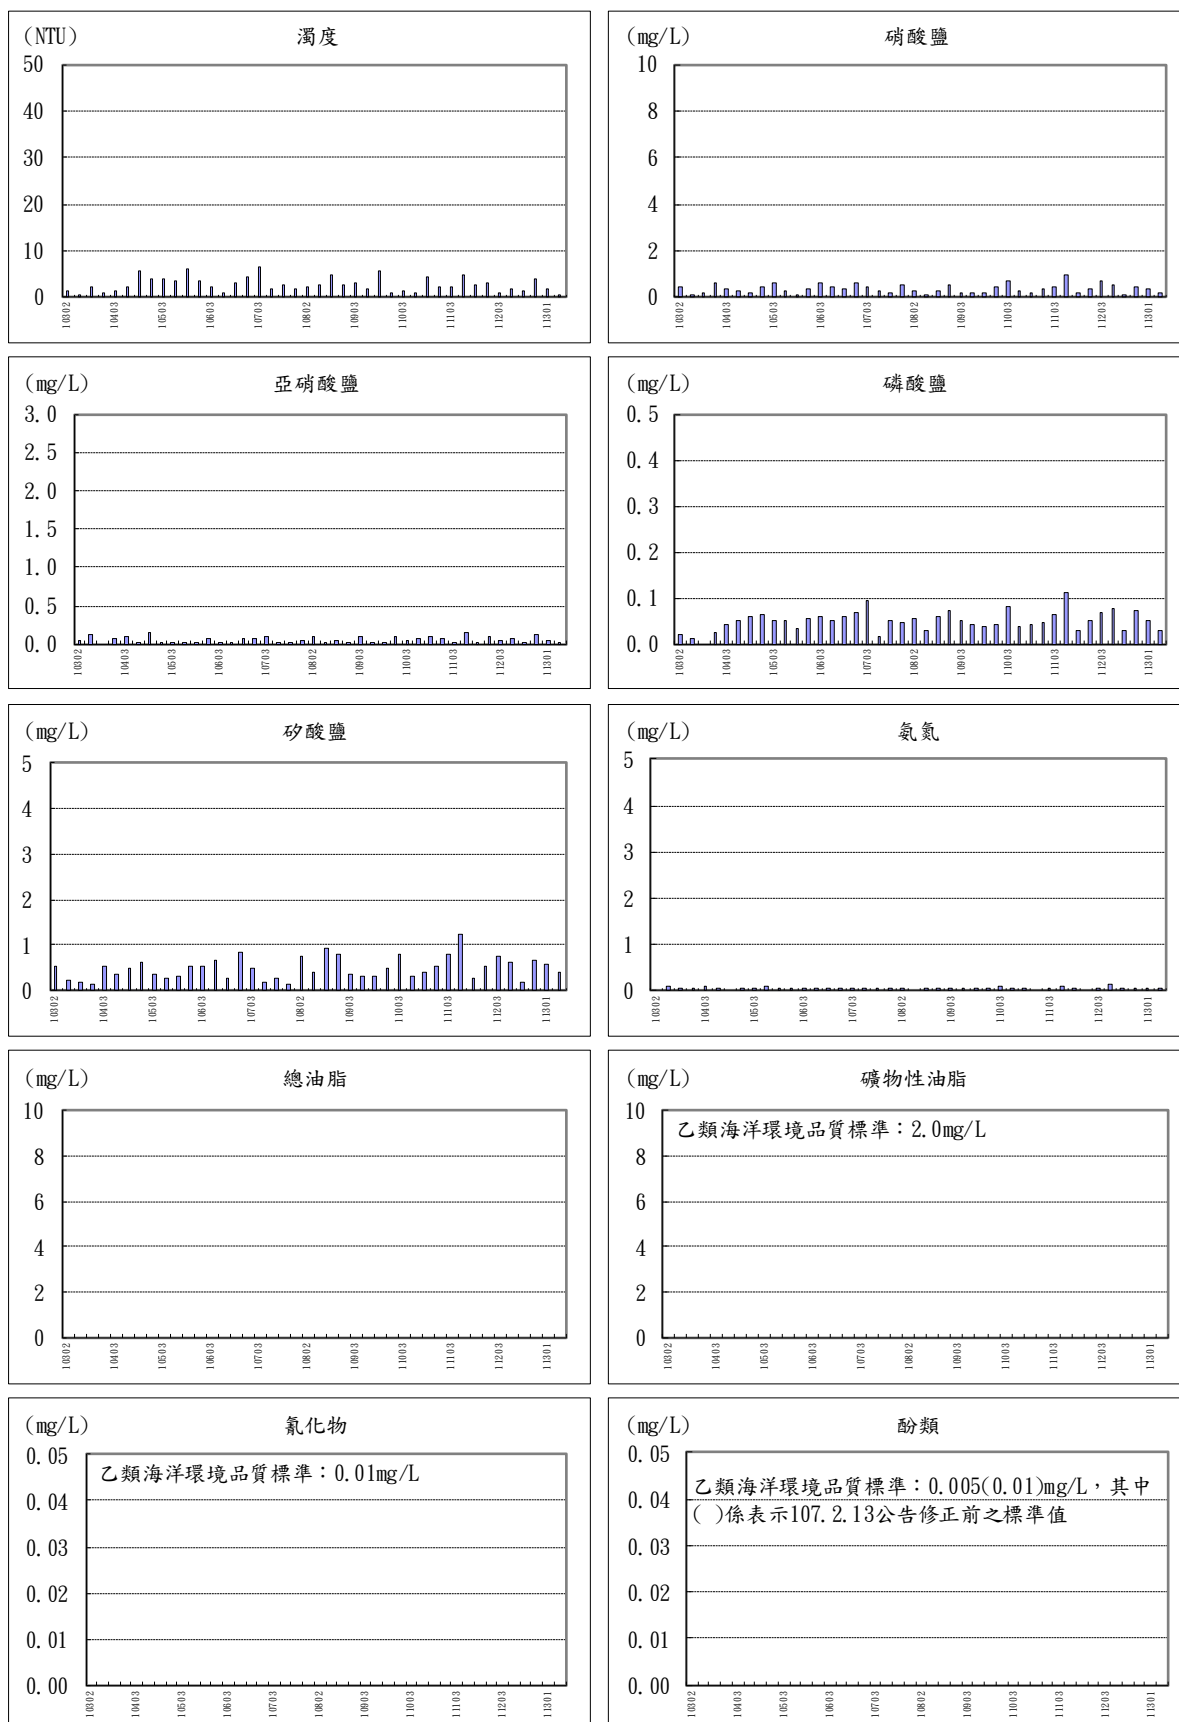 (NTU) 濁度
50
40
30
20
10
0
10302 10403 10503 10603 10703 10802 10903 11003 11103 11203 11301
(mg/L) 硝酸鹽
10
8
6
4
2
0
10302 10403 10503 10603 10703 10802 10903 11003 11103 11203 11301
(mg/L) 亞硝酸鹽
3.0
2.5
2.0
1.5
1.0
0.5
0.0
10302 10403 10503 10603 10703 10802 10903 11003 11103 11203 11301
(mg/L) 磷酸鹽
0.5
0.4
0.3
0.2
0.1
0.0
10302 10403 10503 10603 10703 10802 10903 11003 11103 11203 11301
(mg/L) 矽酸鹽
5
4
3
2
1
0
10302 10403 10503 10603 10703 10802 10903 11003 11103 11203 11301
(mg/L) 氨氮
5
4
3
2
1
0
10302 10403 10503 10603 10703 10802 10903 11003 11103 11203 11301
(mg/L) 總油脂
10
8
6
4
2
0
10302 10403 10503 10603 10703 10802 10903 11003 11103 11203 11301
(mg/L) 礦物性油脂
10
乙類海洋環境品質標準：2.0mg/L
8
6
4
2
0
10302 10403 10503 10603 10703 10802 10903 11003 11103 11203 11301
(mg/L) 氰化物
0.05
乙類海洋環境品質標準：0.01mg/L
0.04
0.03
0.02
0.01
0.00
10302 10403 10503 10603 10703 10802 10903 11003 11103 11203 11301
(mg/L) 酚類
0.05
乙類海洋環境品質標準：0.005(0.01)mg/L，其中
( )係表示107.2.13公告修正前之標準值
0.04
0.03
0.02
0.01
0.00
10302 10403 10503 10603 10703 10802 10903 11003 11103 11203 11301